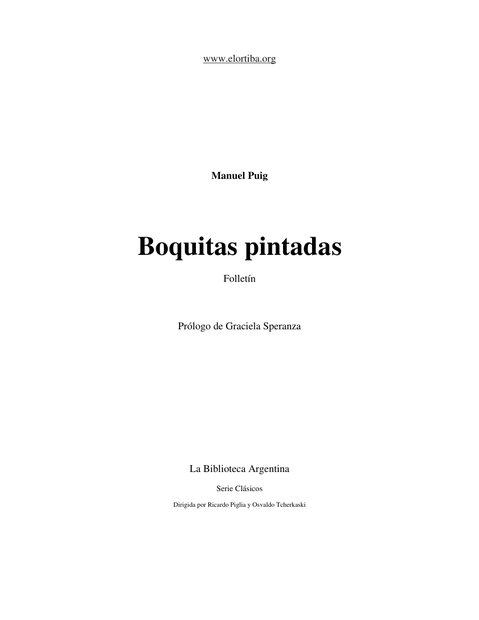 www.elortiba.org
Manuel Puig
Boquitas pintadas
Folletín
Prólogo de Graciela Speranza
La Biblioteca Argentina
Serie Clásicos
Dirigida por Ricardo Piglia y Osvaldo Tcherkaski